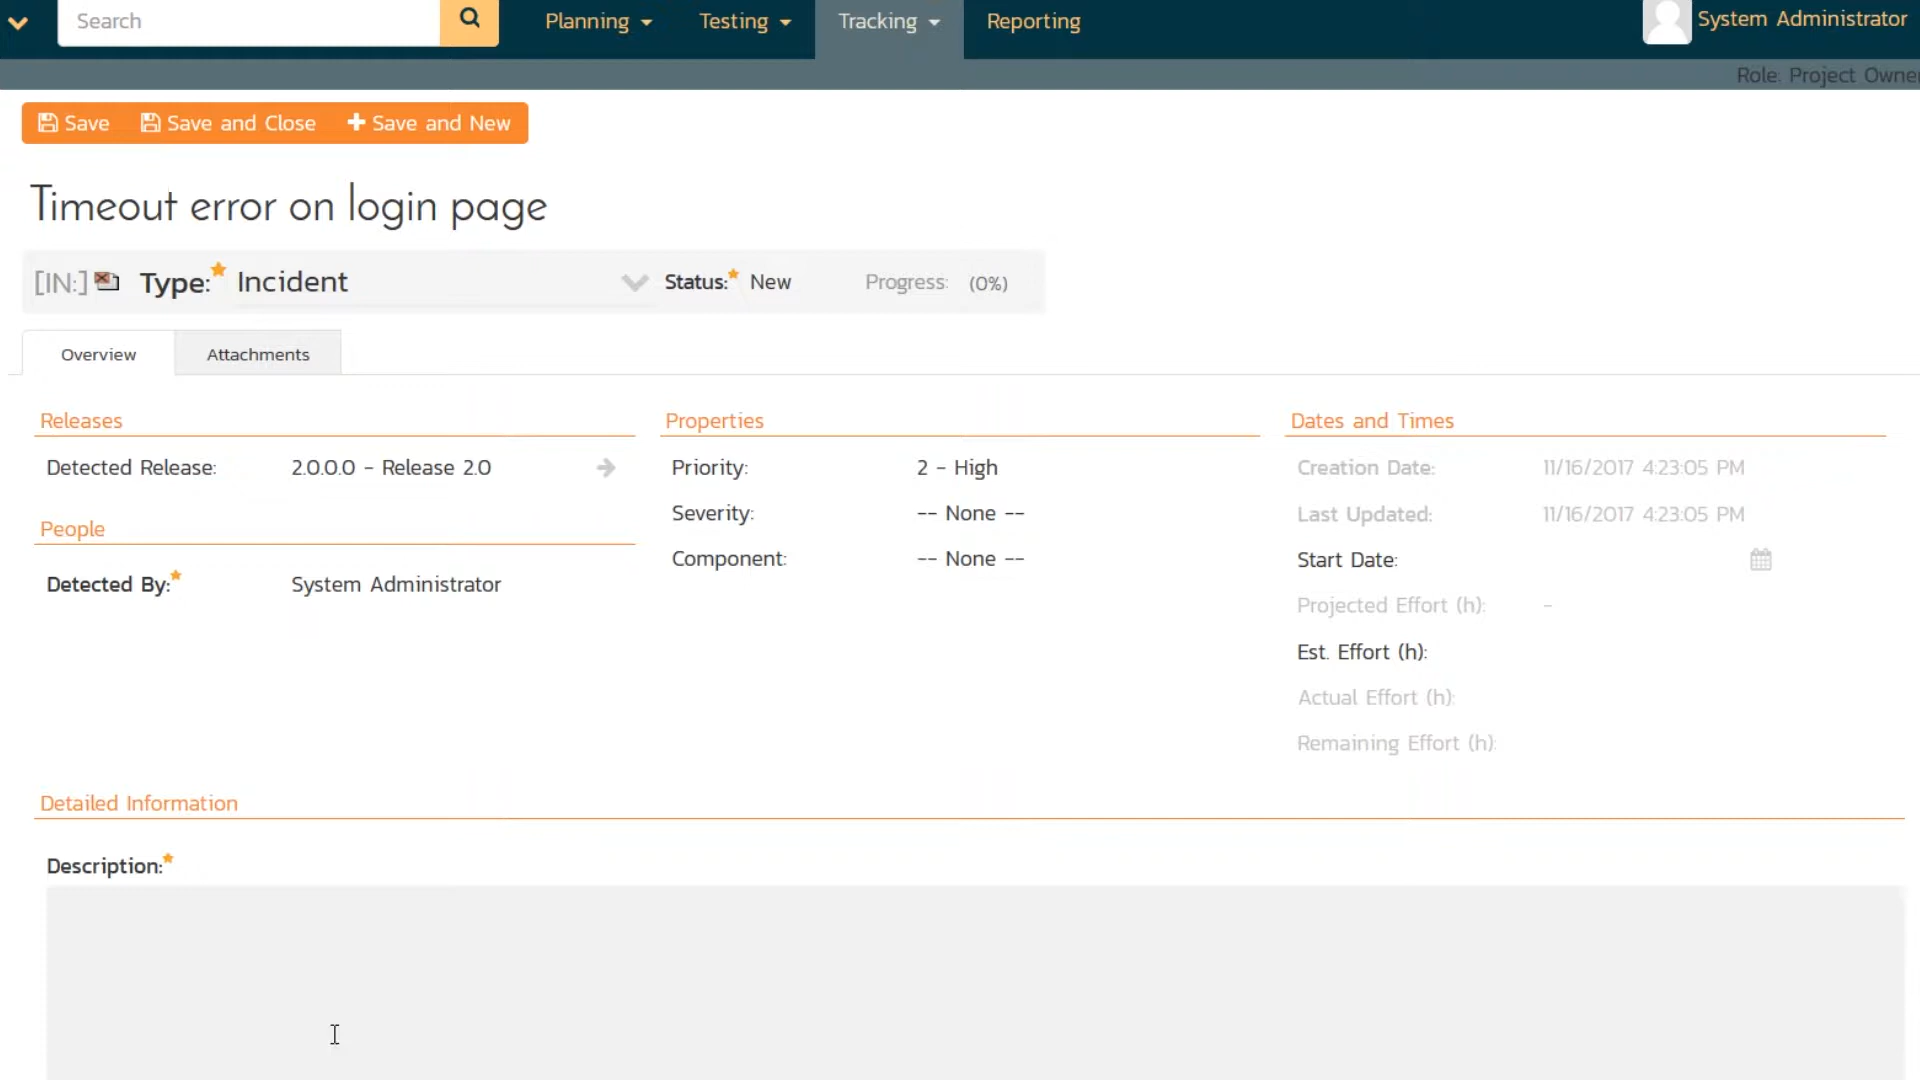 Search Planning Testing Tracking Reporting System Administrator
Role: Project Owner
Save Save and Close Save and New
Timeout error on login page
[IN:] Type: Incident Status: New Progress: (0%)
Overview Attachments
Releases Properties Dates and Times
Detected Release: 2.0.0.0 - Release 2.0 Priority: 2 - High Creation Date: 11/16/2017 4:23:05 PM
Severity: -- None -- Last Updated: 11/16/2017 4:23:05 PM
People
Component: -- None -- Start Date:
Detected By: System Administrator
Projected Effort (h): -
Est. Effort (h):
Actual Effort (h):
Remaining Effort (h):
Detailed Information
Description: